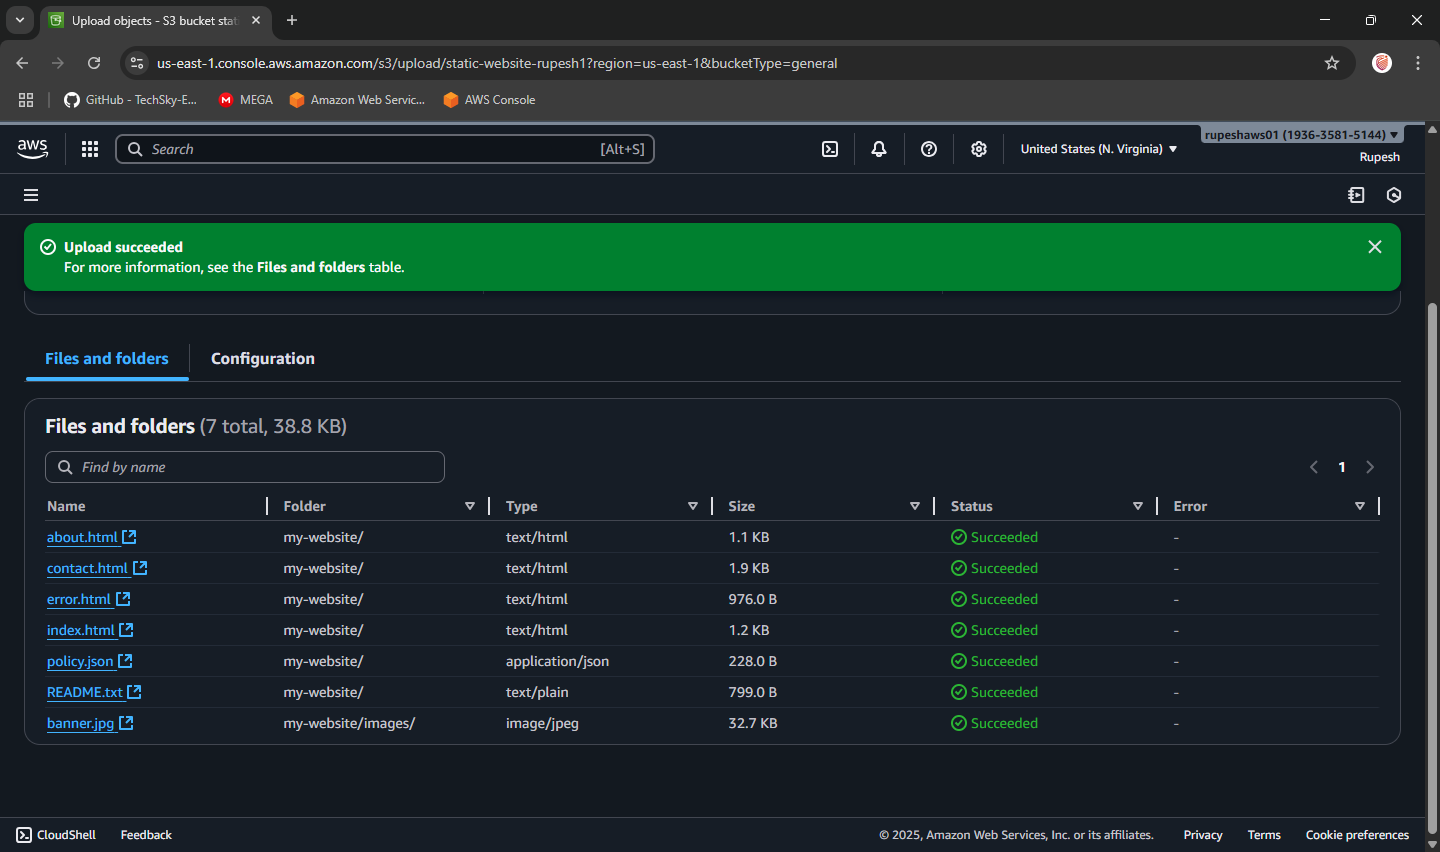 Upload objects - S3 bucket stat
us-east-1.console.aws.amazon.com/s3/upload/static-website-rupesh1?region=us-east-1&bucketType=general
GitHub - TechSky-E... MEGA Amazon Web Servic... AWS Console
aws Search [Alt+S] United States (N. Virginia) rupeshaws01 (1936-3581-5144)
Rupesh
Upload succeeded
For more information, see the Files and folders table.
Files and folders Configuration
Files and folders (7 total, 38.8 KB)
Find by name 1
Name Folder Type Size Status Error
about.html my-website/ text/html 1.1 KB Succeeded -
contact.html my-website/ text/html 1.9 KB Succeeded -
error.html my-website/ text/html 976.0 B Succeeded -
index.html my-website/ text/html 1.2 KB Succeeded -
policy.json my-website/ application/json 228.0 B Succeeded -
README.txt my-website/ text/plain 799.0 B Succeeded -
banner.jpg my-website/images/ image/jpeg 32.7 KB Succeeded -
CloudShell Feedback © 2025, Amazon Web Services, Inc. or its affiliates. Privacy Terms Cookie preferences